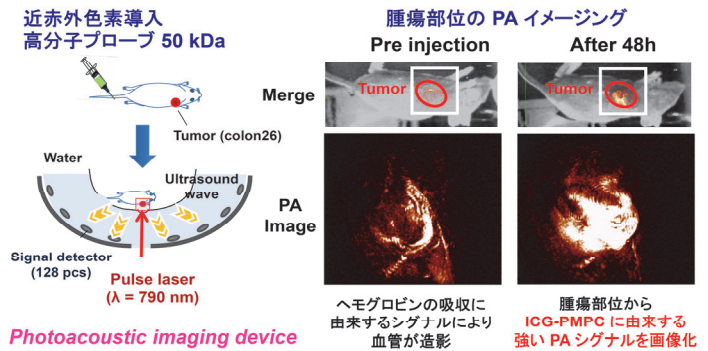 近赤外色素導入
高分子プローブ 50 kDa
Tumor (colon26)
Water
Ultrasound
wave
Signal detector
(128 pcs)
Pulse laser
(λ = 790 nm)
Photoacoustic imaging device
腫瘍部位の PA イメージング
Pre injection
After 48h
Merge
Tumor
Tumor
PA
Image
ヘモグロビンの吸収に
由来するシグナルにより
血管が造影
腫瘍部位から
ICG-PMPC に由来する
強い PA シグナルを画像化